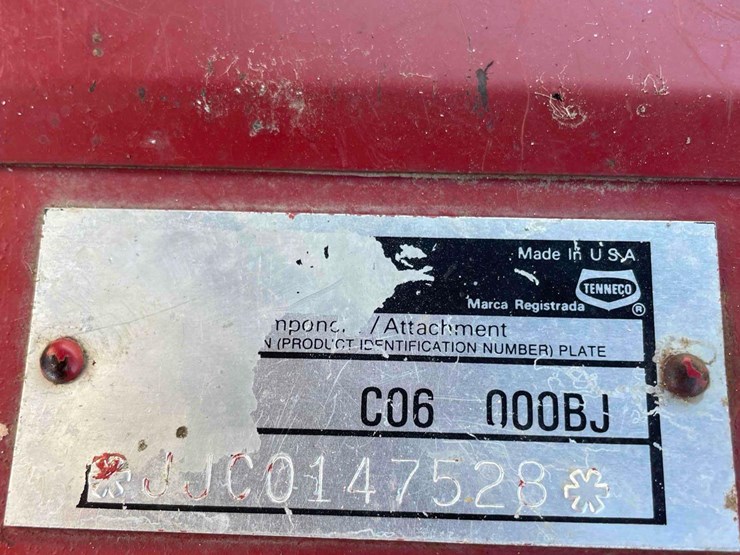 Made In U S A
TENNECO
Marca Registrada ®
/ Attachment
(PRODUCT IDENTIFICATION NUMBER) PLATE
C06 000BJ
*JJC0147528*